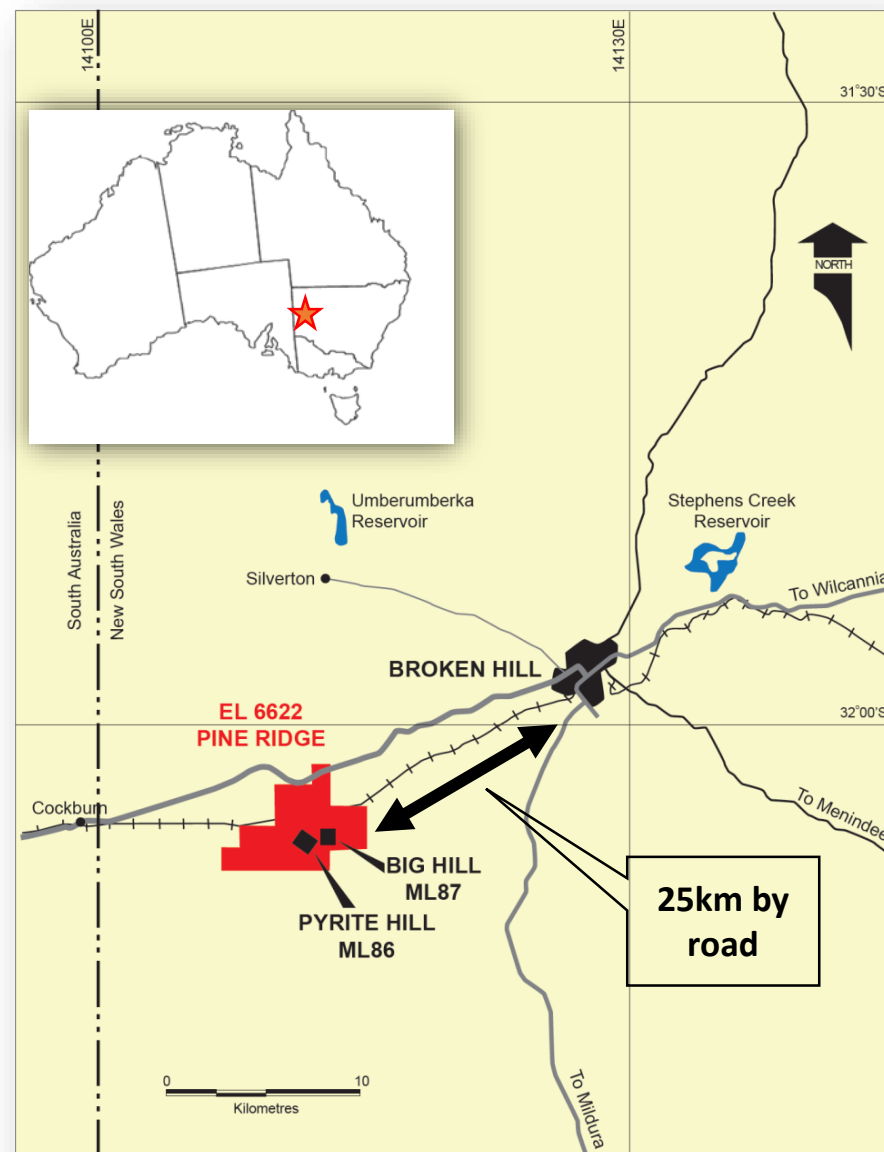 14100E
14130E
31°30'S
NORTH
Umberumberka
Reservoir
Stephens Creek
Reservoir
South Australia
New South Wales
Silverton
To Wilcannia
BROKEN HILL
EL 6622
PINE RIDGE
32°00'S
Cockburn
To Menindee
BIG HILL
ML87
PYRITE HILL
ML86
25km by
road
0 10
Kilometres
To Mildura